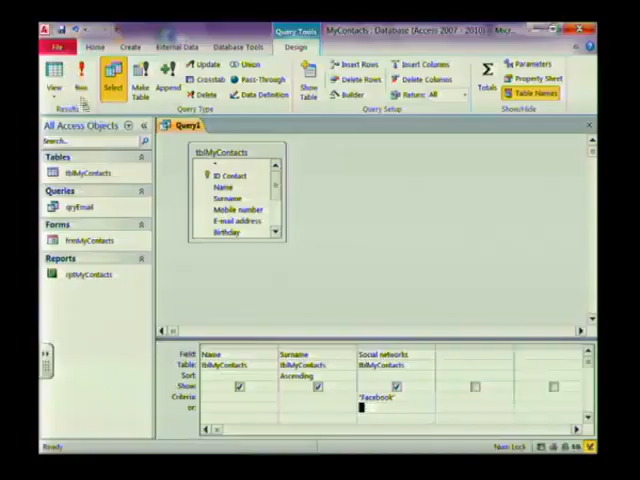 Query Tools
MyContacts : Database (Access 2007 - 2010) - Micr...
File Home Create External Data Database Tools Design
View Run Select Make Table Append
Update Union
Crosstab Pass-Through
Delete Data Definition
Show Table
Insert Rows Insert Columns
Delete Rows Delete Columns
Builder Return: All
Totals
Parameters
Property Sheet
Table Names
Results Query Type Query Setup Show/Hide
All Access Objects
Search...
Tables
tblMyContacts
Queries
qryEmail
Forms
frmMyContacts
Reports
rptMyContacts
Query1
tblMyContacts
*
ID Contact
Name
Surname
Mobile number
E-mail address
Birthday
Field: Name Surname Social networks
Table: tblMyContacts tblMyContacts tblMyContacts
Sort: Ascending
Show:
Criteria: "Facebook"
or:
Ready Num Lock